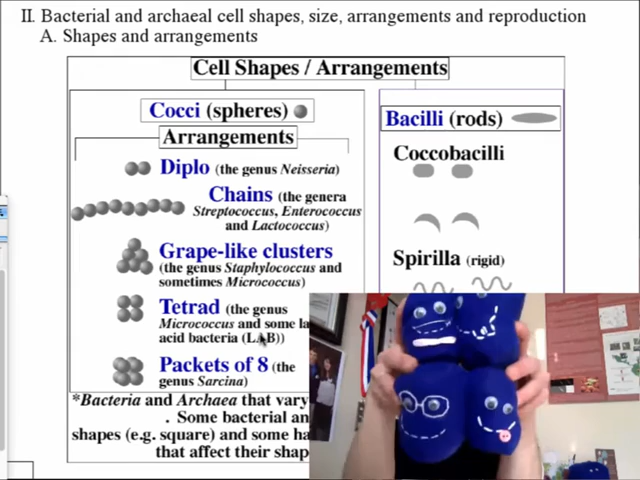 II. Bacterial and archaeal cell shapes, size, arrangements and reproduction
A. Shapes and arrangements
Cell Shapes / Arrangements
Cocci (spheres)
Arrangements
Diplo (the genus Neisseria)
Chains (the genera
Streptococcus, Enterococcus
and Lactococcus)
Grape-like clusters
(the genus Staphylococcus and
sometimes Micrococcus)
Tetrad (the genus
Micrococcus and some la
acid bacteria (LAB))
Packets of 8 (the
genus Sarcina)
Bacilli (rods)
Coccobacilli
Spirilla (rigid)
*Bacteria and Archaea that vary
. Some bacterial an
shapes (e.g. square) and some ha
that affect their shap